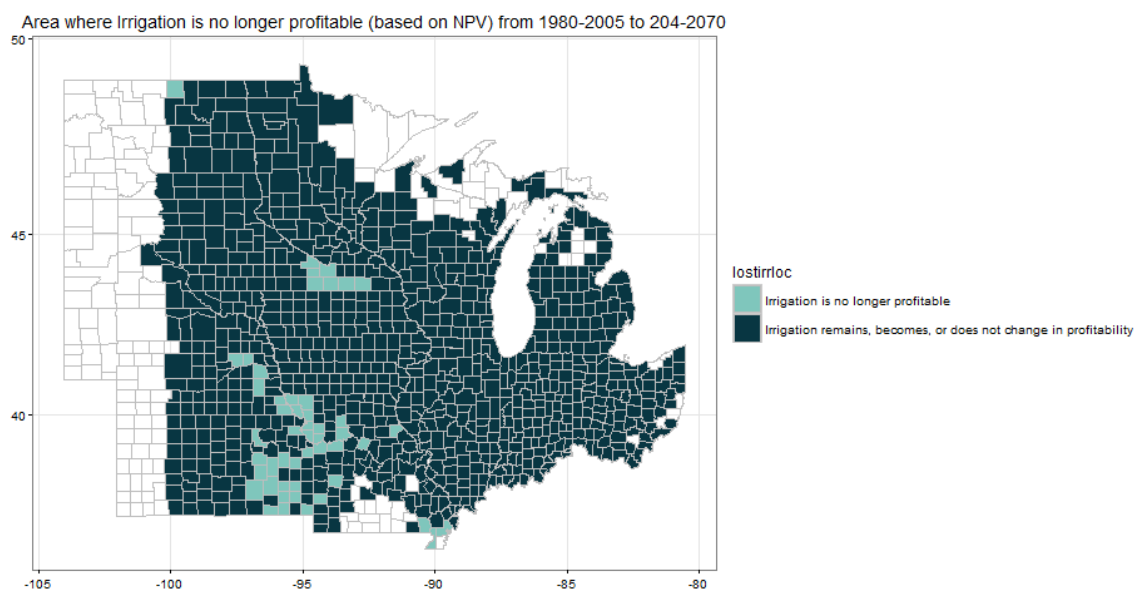 Area where Irrigation is no longer profitable (based on NPV) from 1980-2005 to 204-2070
50
45
40
-105
-100
-95
-90
-85
-80
lostirrloc
Irrigation is no longer profitable
Irrigation remains, becomes, or does not change in profitability